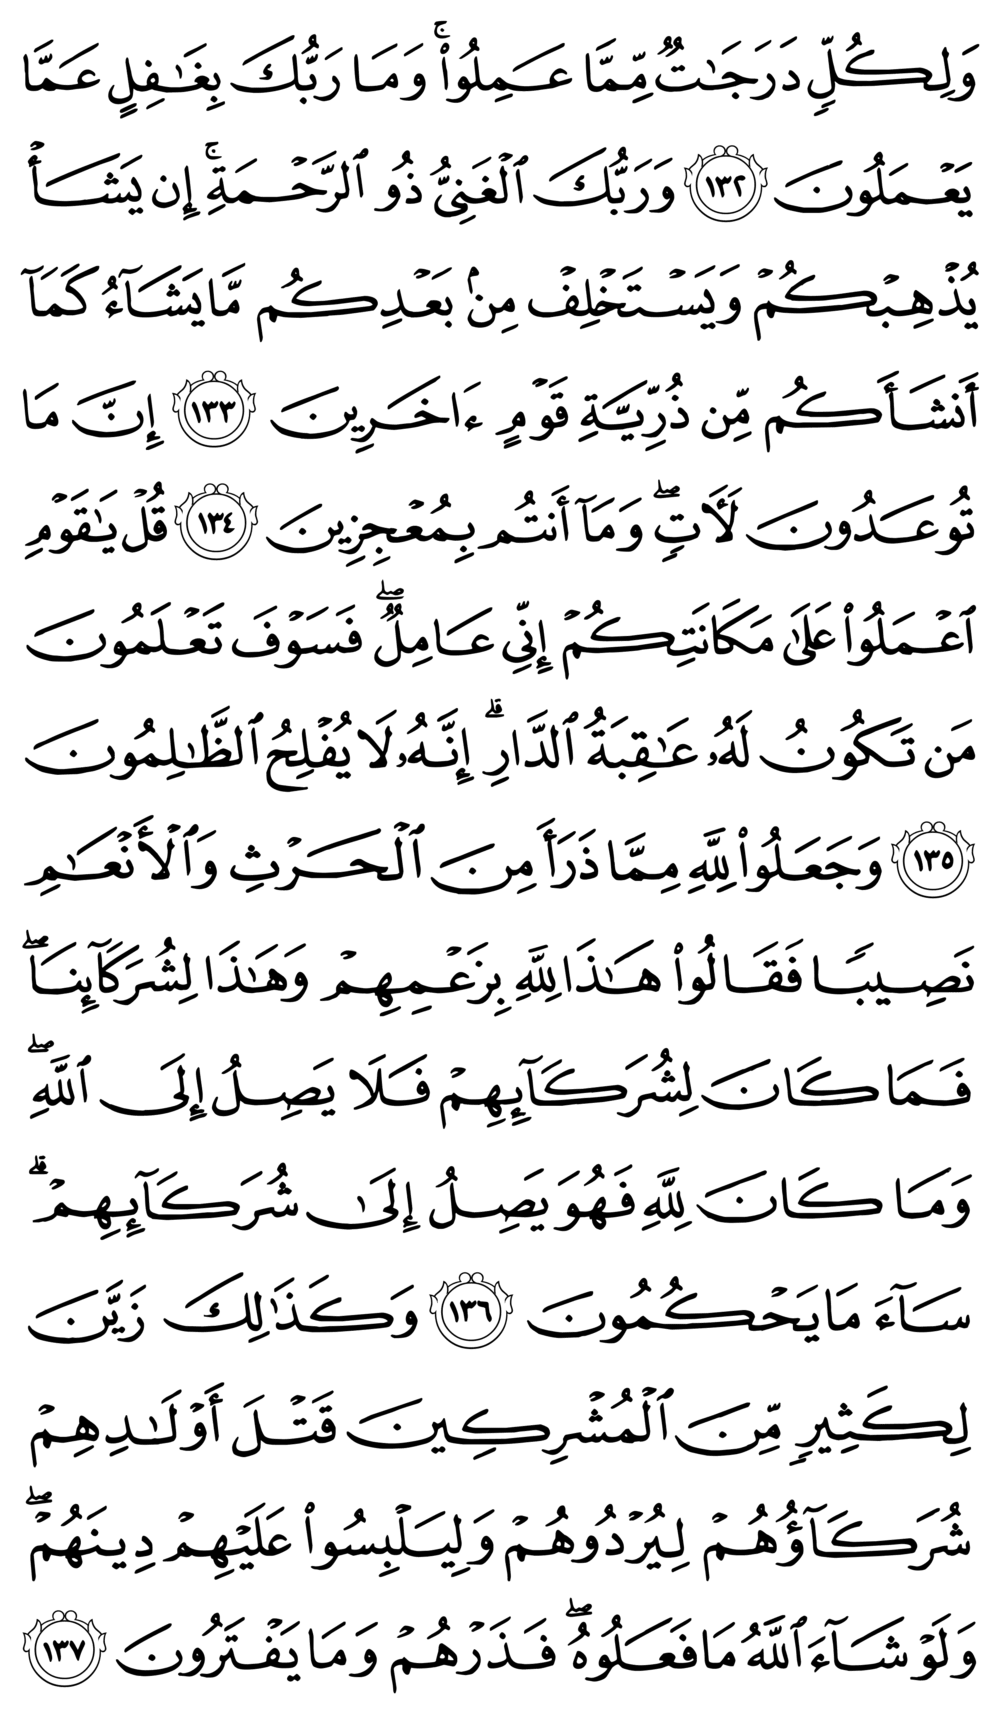 وَلِكُلٍّ دَرَجَٰتٌ مِّمَّا عَمِلُوا۟ ۚ وَمَا رَبُّكَ بِغَٰفِلٍ عَمَّا
يَعْمَلُونَ ١٣٢ وَرَبُّكَ ٱلْغَنِىُّ ذُو ٱلرَّحْمَةِ ۚ إِن يَشَأْ
يُذْهِبْكُمْ وَيَسْتَخْلِفْ مِنۢ بَعْدِكُم مَّا يَشَآءُ كَمَآ
أَنشَأَكُم مِّن ذُرِّيَّةِ قَوْمٍ ءَاخَرِينَ ١٣٣ إِنَّ مَا
تُوعَدُونَ لَءَاتٍ ۖ وَمَآ أَنتُم بِمُعْجِزِينَ ١٣٤ قُلْ يَٰقَوْمِ
ٱعْمَلُوا۟ عَلَىٰ مَكَانَتِكُمْ إِنِّى عَامِلٌ ۖ فَسَوْفَ تَعْلَمُونَ
مَن تَكُونُ لَهُۥ عَٰقِبَةُ ٱلدَّارِ ۗ إِنَّهُۥ لَا يُفْلِحُ ٱلظَّٰلِمُونَ
١٣٥ وَجَعَلُوا۟ لِلَّهِ مِمَّا ذَرَأَ مِنَ ٱلْحَرْثِ وَٱلْأَنْعَٰمِ
نَصِيبًا فَقَالُوا۟ هَٰذَا لِلَّهِ بِزَعْمِهِمْ وَهَٰذَا لِشُرَكَآئِنَا ۖ
فَمَا كَانَ لِشُرَكَآئِهِمْ فَلَا يَصِلُ إِلَى ٱللَّهِ ۖ
وَمَا كَانَ لِلَّهِ فَهُوَ يَصِلُ إِلَىٰ شُرَكَآئِهِمْ ۗ
سَآءَ مَا يَحْكُمُونَ ١٣٦ وَكَذَٰلِكَ زَيَّنَ
لِكَثِيرٍ مِّنَ ٱلْمُشْرِكِينَ قَتْلَ أَوْلَٰدِهِمْ
شُرَكَآؤُهُمْ لِيُرْدُوهُمْ وَلِيَلْبِسُوا۟ عَلَيْهِمْ دِينَهُمْ ۖ
وَلَوْ شَآءَ ٱللَّهُ مَا فَعَلُوهُ ۖ فَذَرْهُمْ وَمَا يَفْتَرُونَ ١٣٧